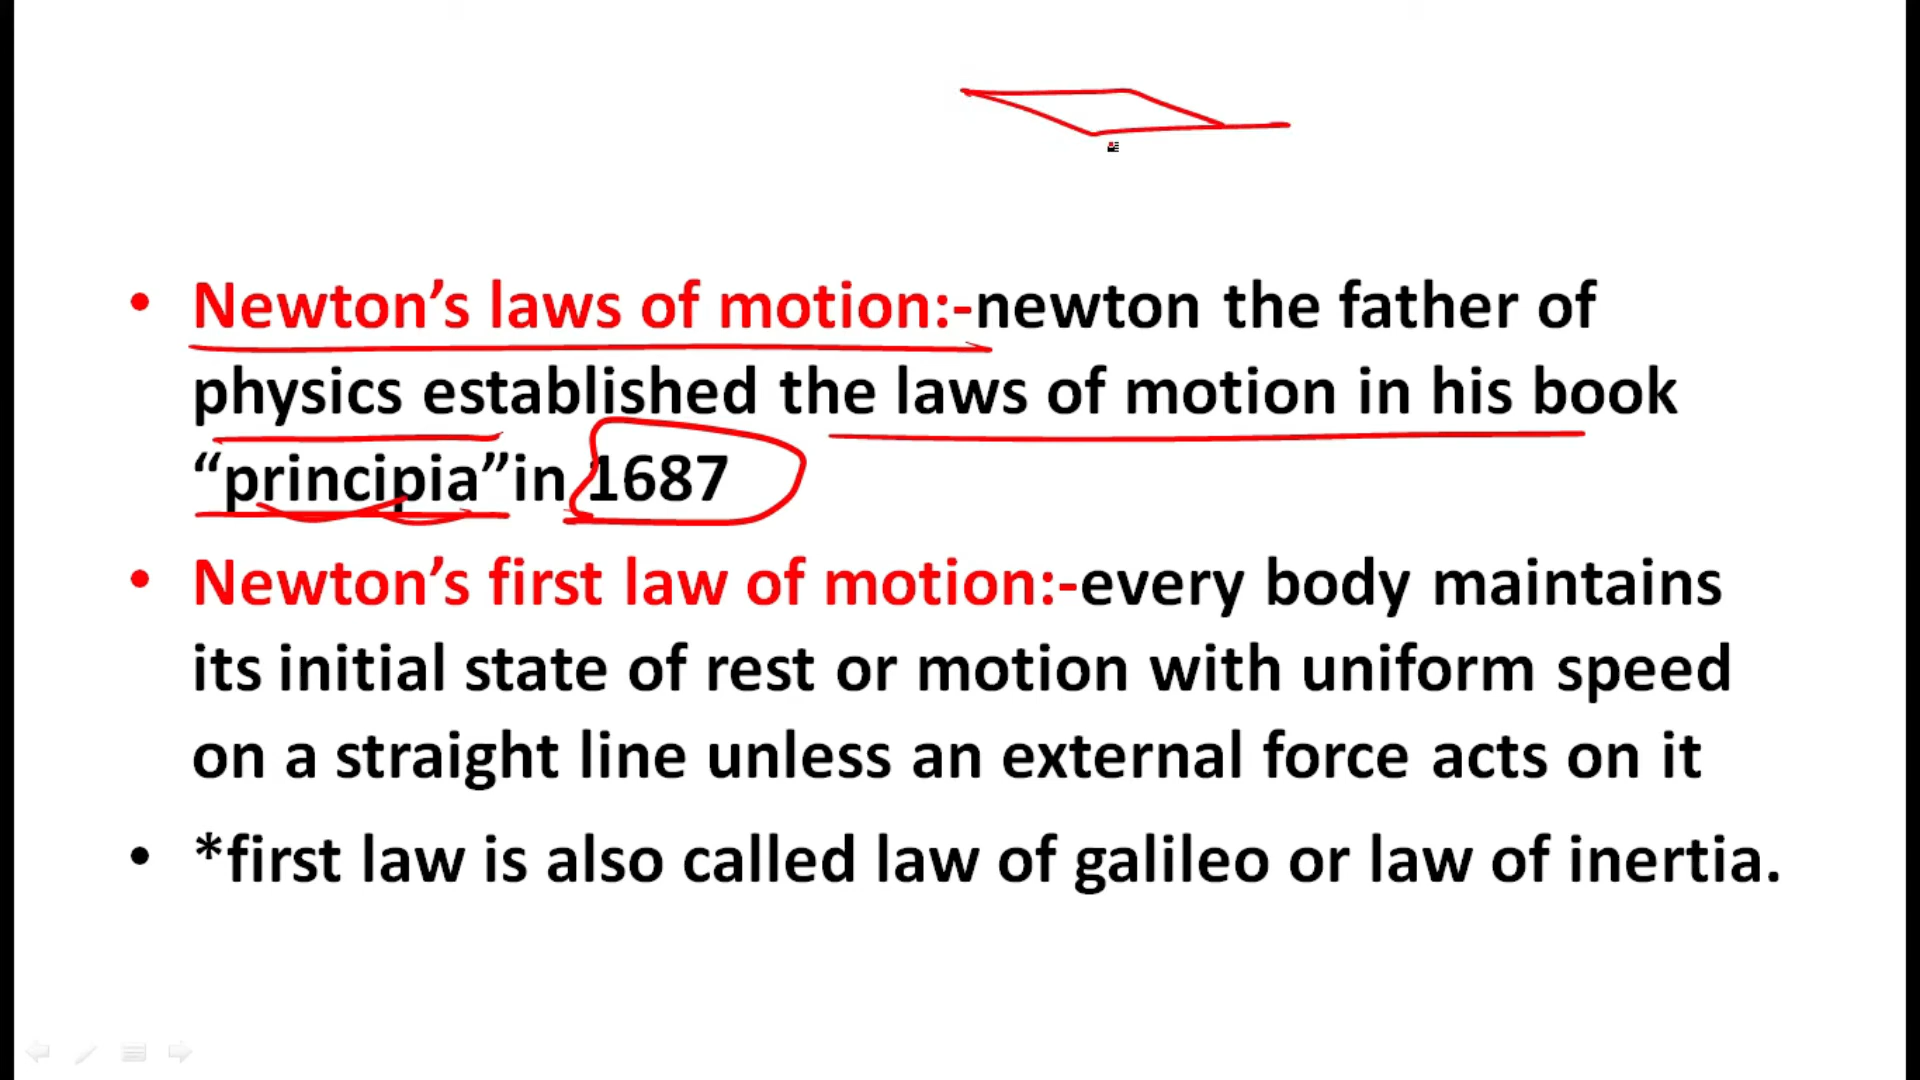 • Newton’s laws of motion:-newton the father of
physics established the laws of motion in his book
“principia”in 1687
• Newton’s first law of motion:-every body maintains
its initial state of rest or motion with uniform speed
on a straight line unless an external force acts on it
• *first law is also called law of galileo or law of inertia.